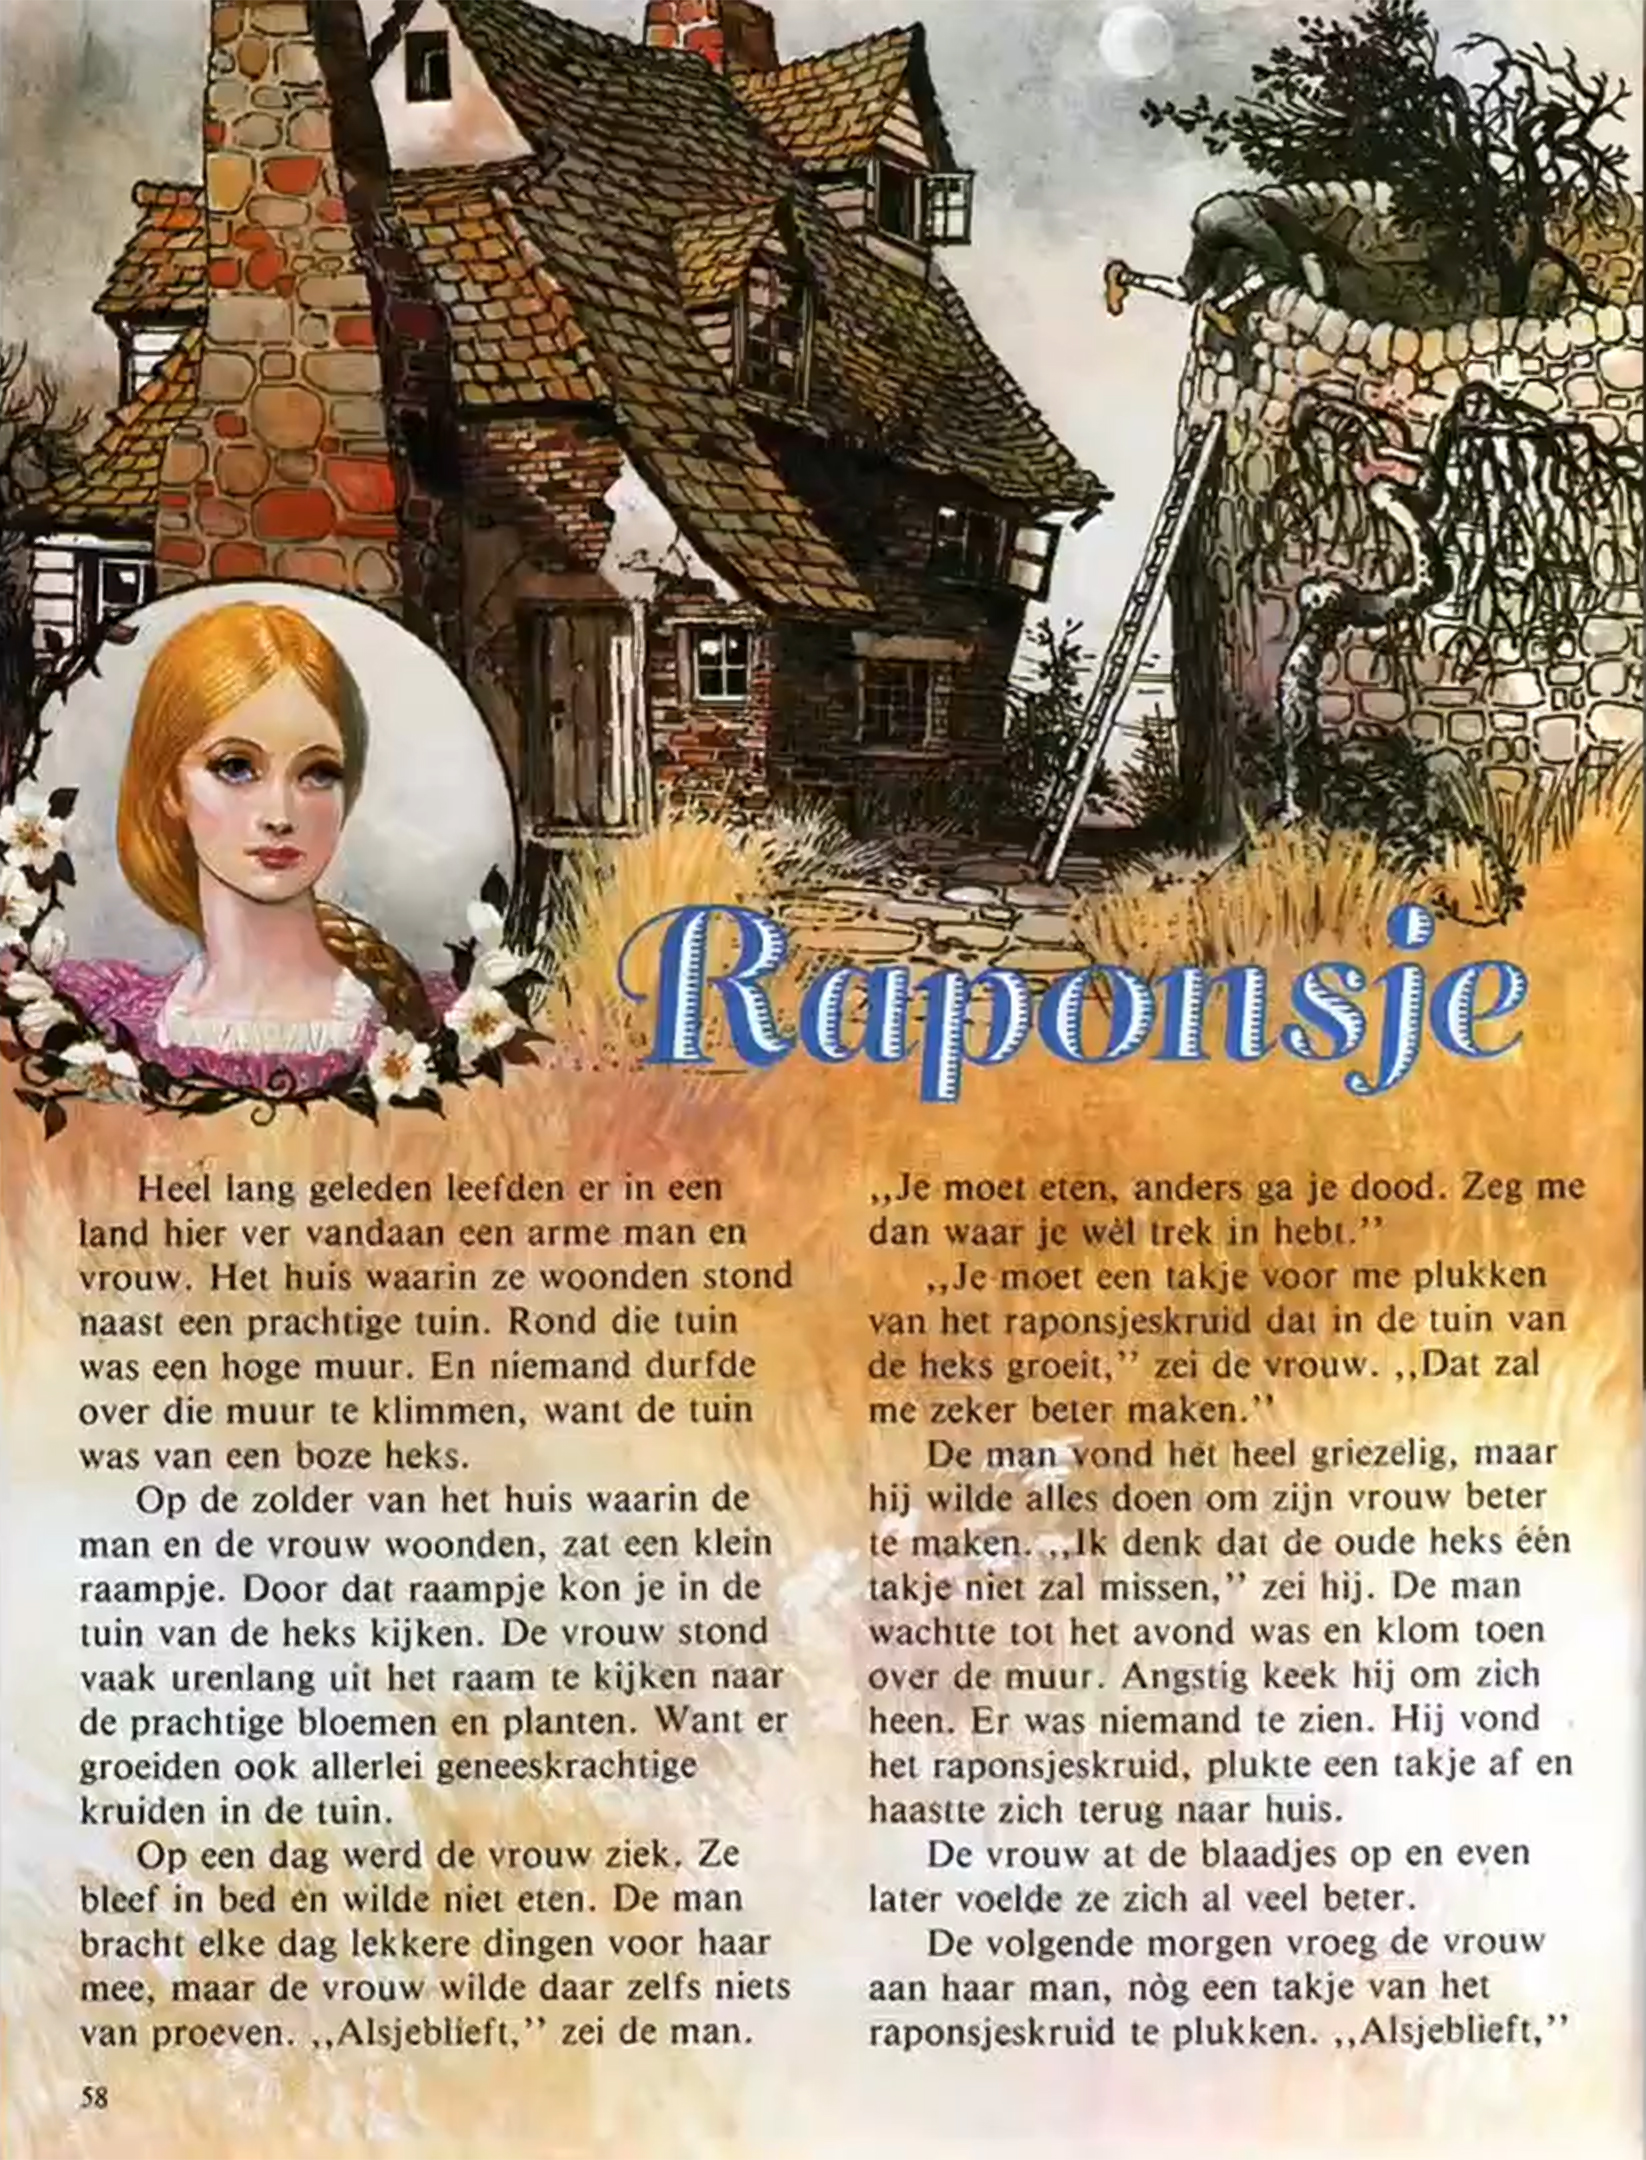 Raponsje
Heel lang geleden leefden er in een
land hier ver vandaan een arme man en
vrouw. Het huis waarin ze woonden stond
naast een prachtige tuin. Rond die tuin
was een hoge muur. En niemand durfde
over die muur te klimmen, want de tuin
was van een boze heks.
Op de zolder van het huis waarin de
man en de vrouw woonden, zat een klein
raampje. Door dat raampje kon je in de
tuin van de heks kijken. De vrouw stond
vaak urenlang uit het raam te kijken naar
de prachtige bloemen en planten. Want er
groeiden ook allerlei geneeskrachtige
kruiden in de tuin.
Op een dag werd de vrouw ziek. Ze
bleef in bed en wilde niet eten. De man
bracht elke dag lekkere dingen voor haar
mee, maar de vrouw wilde daar zelfs niets
van proeven. ,,Alsjeblieft,’’ zei de man.
,,Je moet eten, anders ga je dood. Zeg me
dan waar je wèl trek in hebt.’’
,,Je moet een takje voor me plukken
van het raponsjeskruid dat in de tuin van
de heks groeit,’’ zei de vrouw. ,,Dat zal
me zeker beter maken.’’
De man vond het heel griezelig, maar
hij wilde alles doen om zijn vrouw beter
te maken. ,,Ik denk dat de oude heks één
takje niet zal missen,’’ zei hij. De man
wachtte tot het avond was en klom toen
over de muur. Angstig keek hij om zich
heen. Er was niemand te zien. Hij vond
het raponsjeskruid, plukte een takje af en
haastte zich terug naar huis.
De vrouw at de blaadjes op en even
later voelde ze zich al veel beter.
De volgende morgen vroeg de vrouw
aan haar man, nòg een takje van het
raponsjeskruid te plukken. ,,Alsjeblieft,’’
58